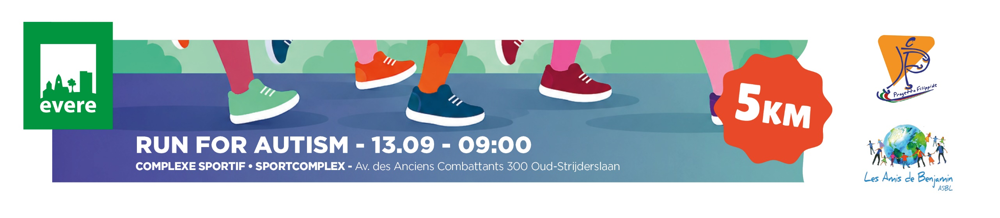 evere
RUN FOR AUTISM - 13.09 - 09:00
COMPLEXE SPORTIF • SPORTCOMPLEX - Av. des Anciens Combattants 300 Oud-Strijderslaan
5KM
Progetto Filippide
Les Amis de Benjamin
ASBL